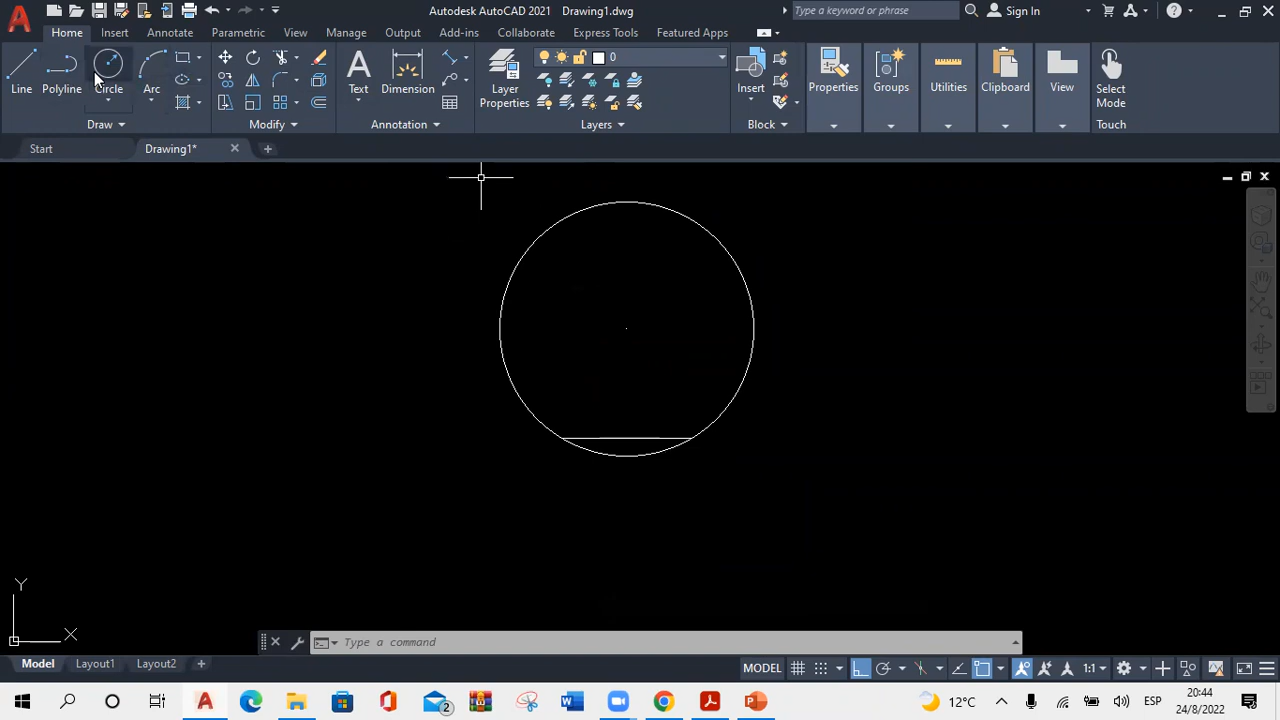 Autodesk AutoCAD 2021 Drawing1.dwg
Type a keyword or phrase
Sign In
Home Insert Annotate Parametric View Manage Output Add-ins Collaborate Express Tools Featured Apps
0
Line Polyline Circle Arc
Text Dimension
Layer Properties
Insert
Properties Groups Utilities Clipboard View
Select Mode
Draw Modify Annotation Layers Block Touch
Start Drawing1*
Y
X
Type a command
Model Layout1 Layout2
MODEL 1:1
2
12°C ESP
20:44
24/8/2022